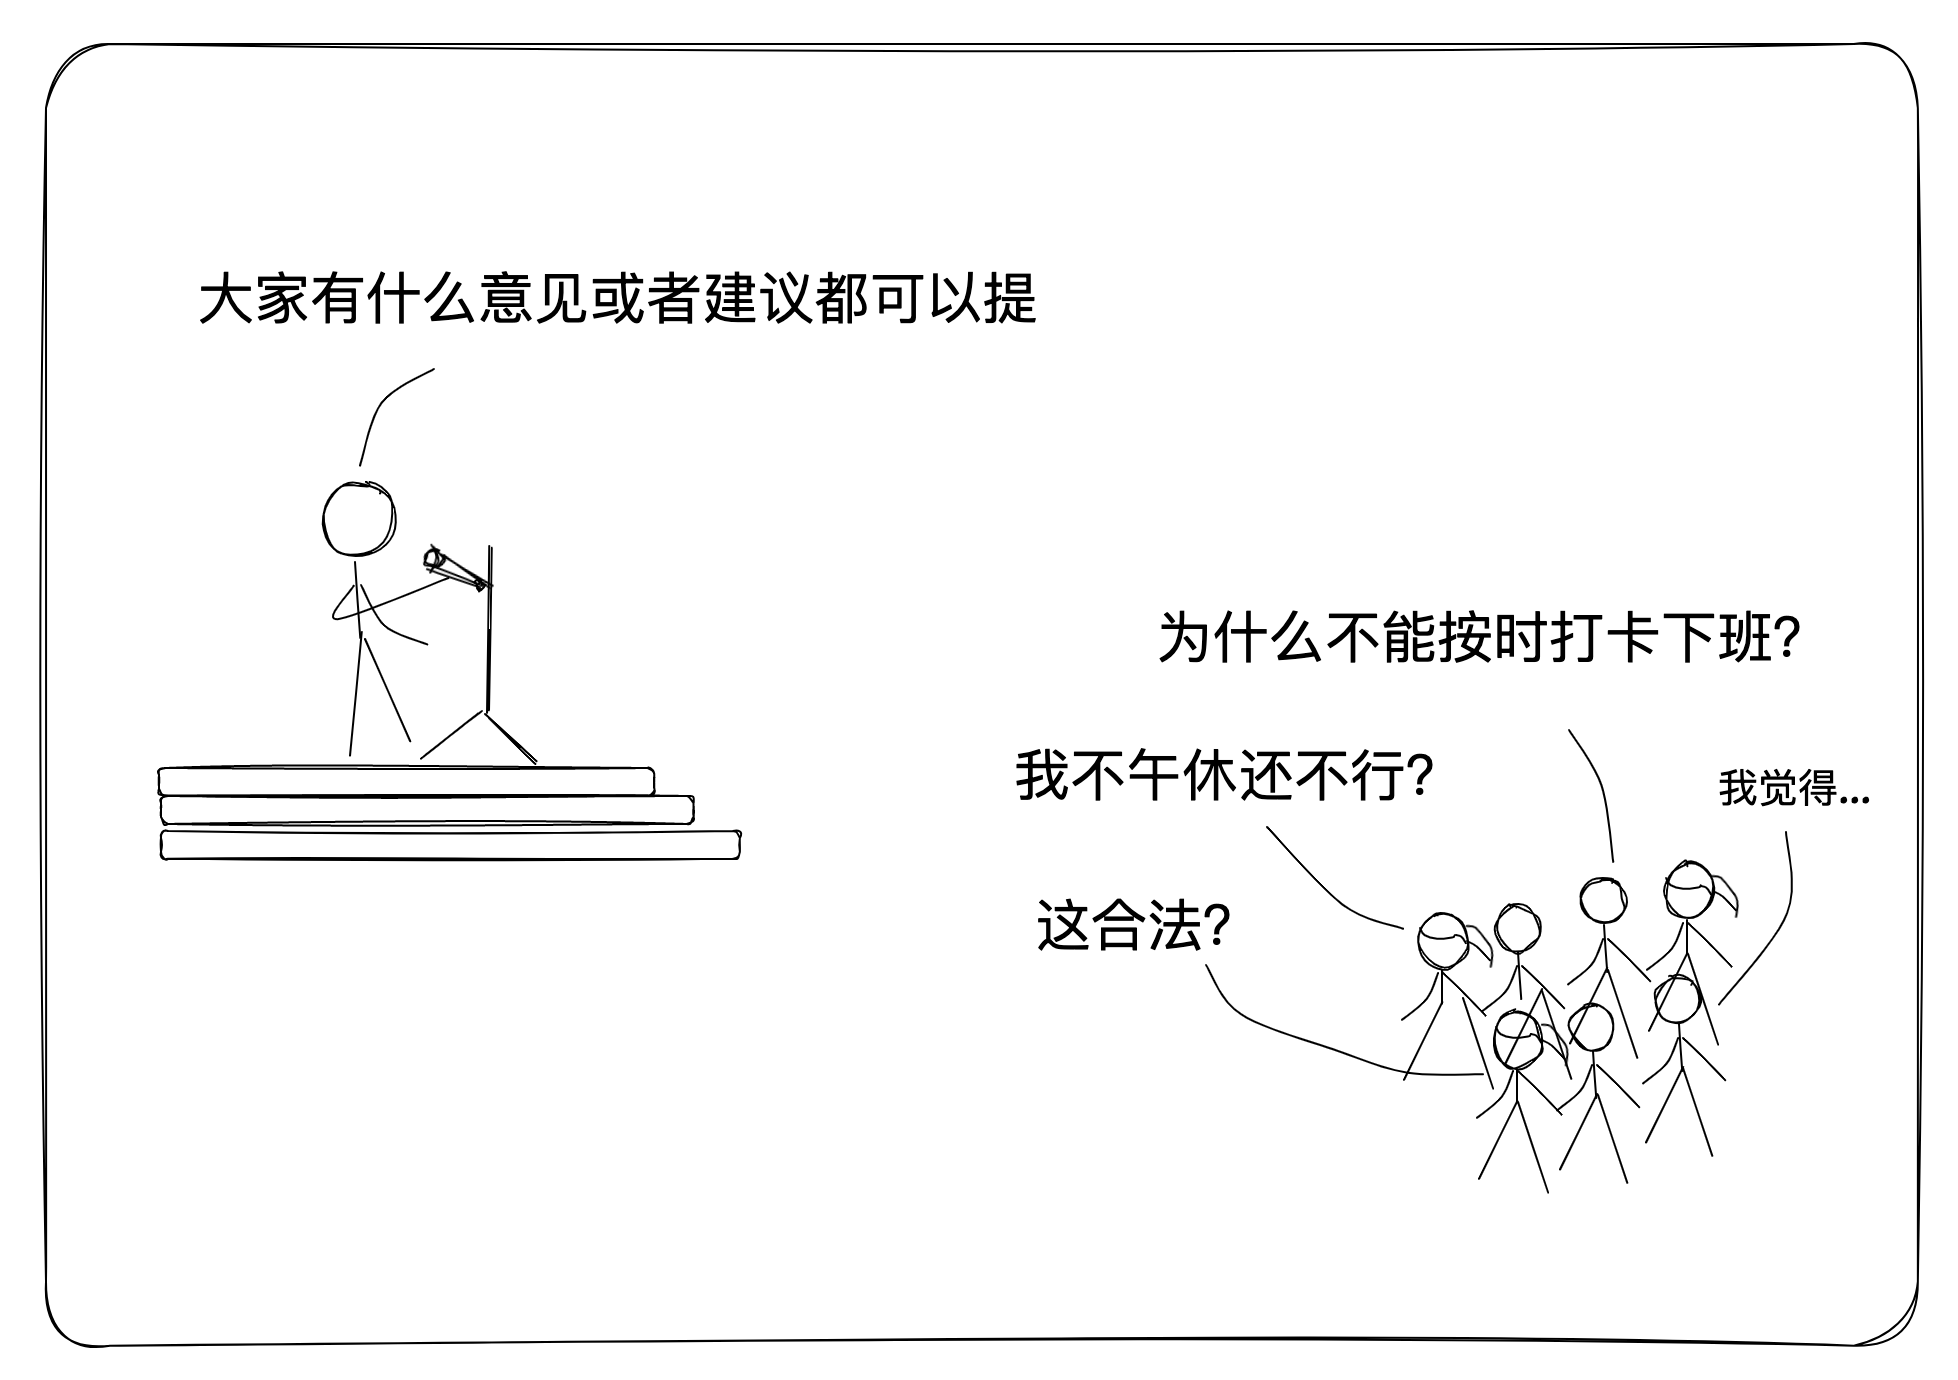 大家有什么意见或者建议都可以提
为什么不能按时打卡下班?
我不午休还不行?
我觉得...
这合法?